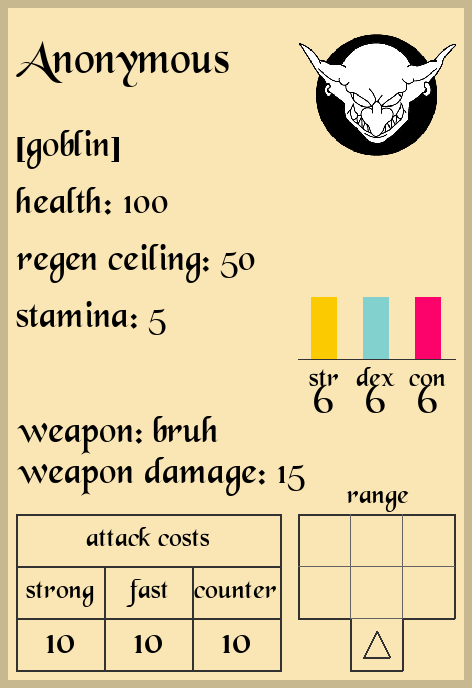 Anonymous
[goblin]
health: 100
regen ceiling: 50
stamina: 5
str dex con
6 6 6
weapon: bruh
weapon damage: 15
range
attack costs
strong fast counter
10 10 10